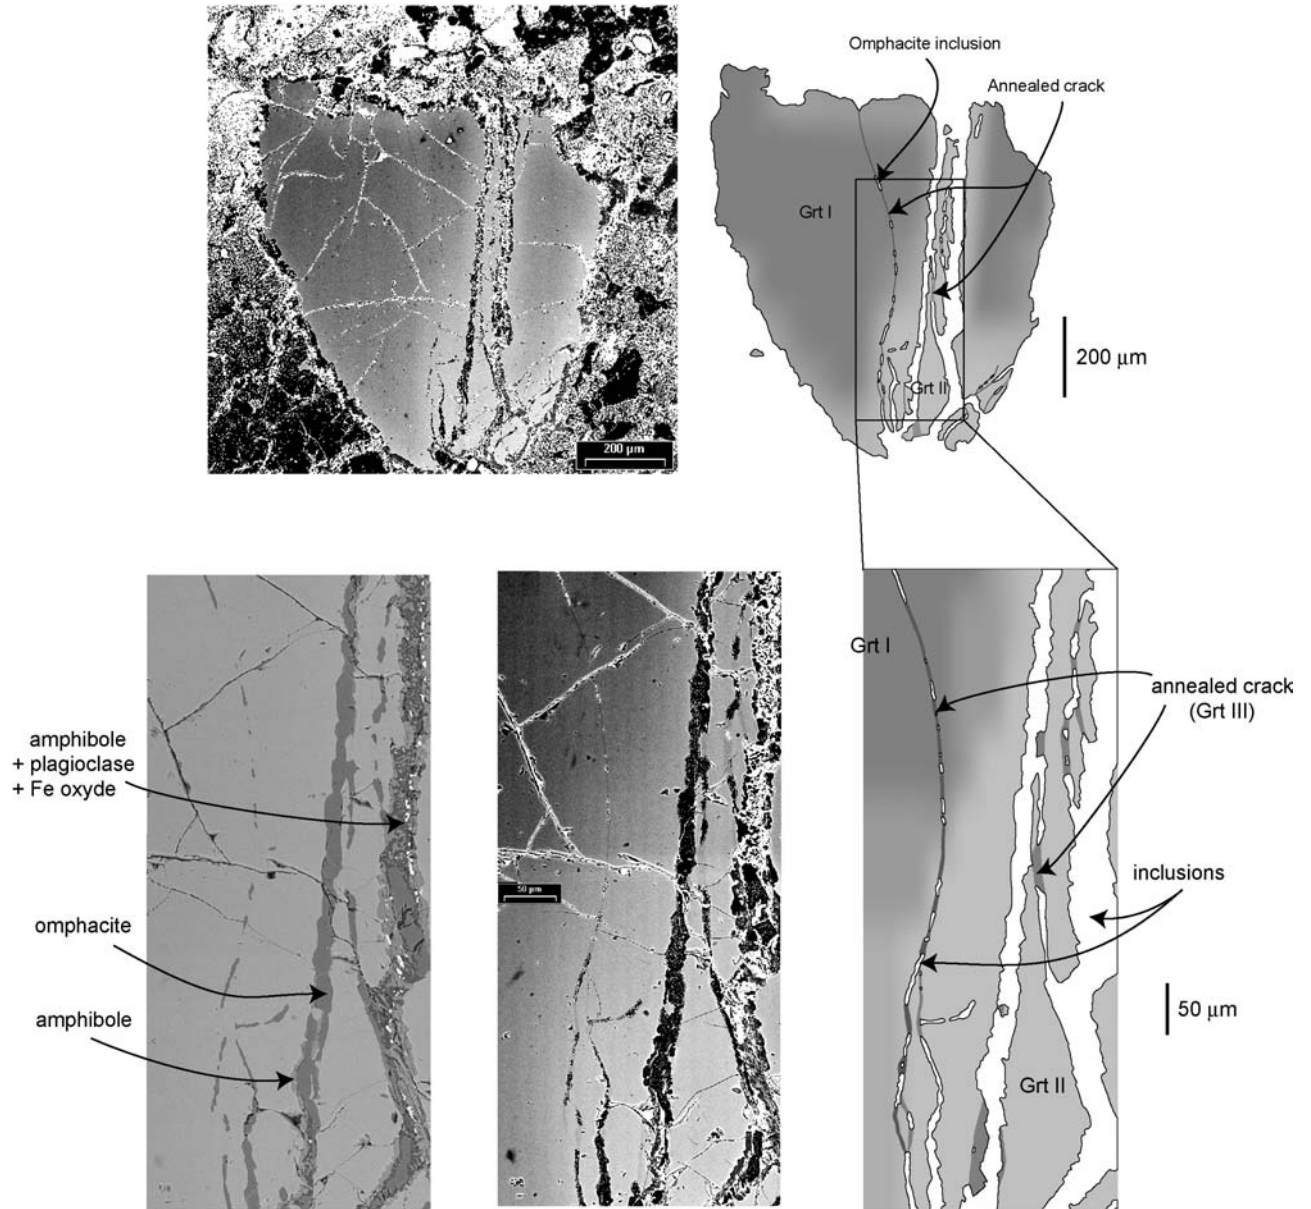 Omphacite inclusion
Annealed crack
Grt I
Grt II
200 μm
200 μm
amphibole
+ plagioclase
+ Fe oxyde
omphacite
amphibole
50 μm
Grt I
annealed crack
(Grt III)
inclusions
50 μm
Grt II